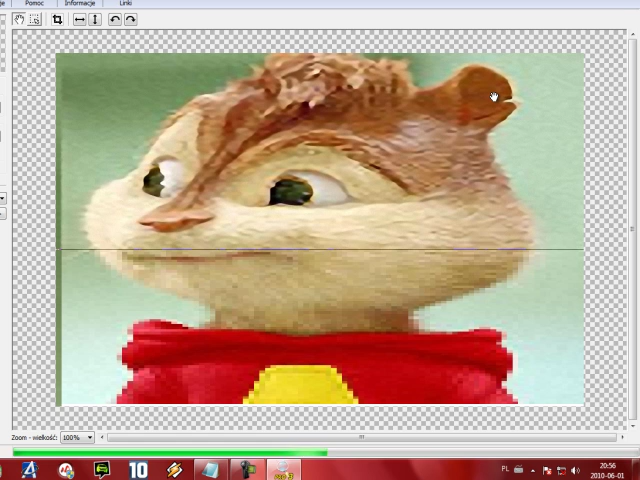 Pomoc Informacje Linki
Zoom - wielkość: 100%
10
PL
20:56
2010-06-01